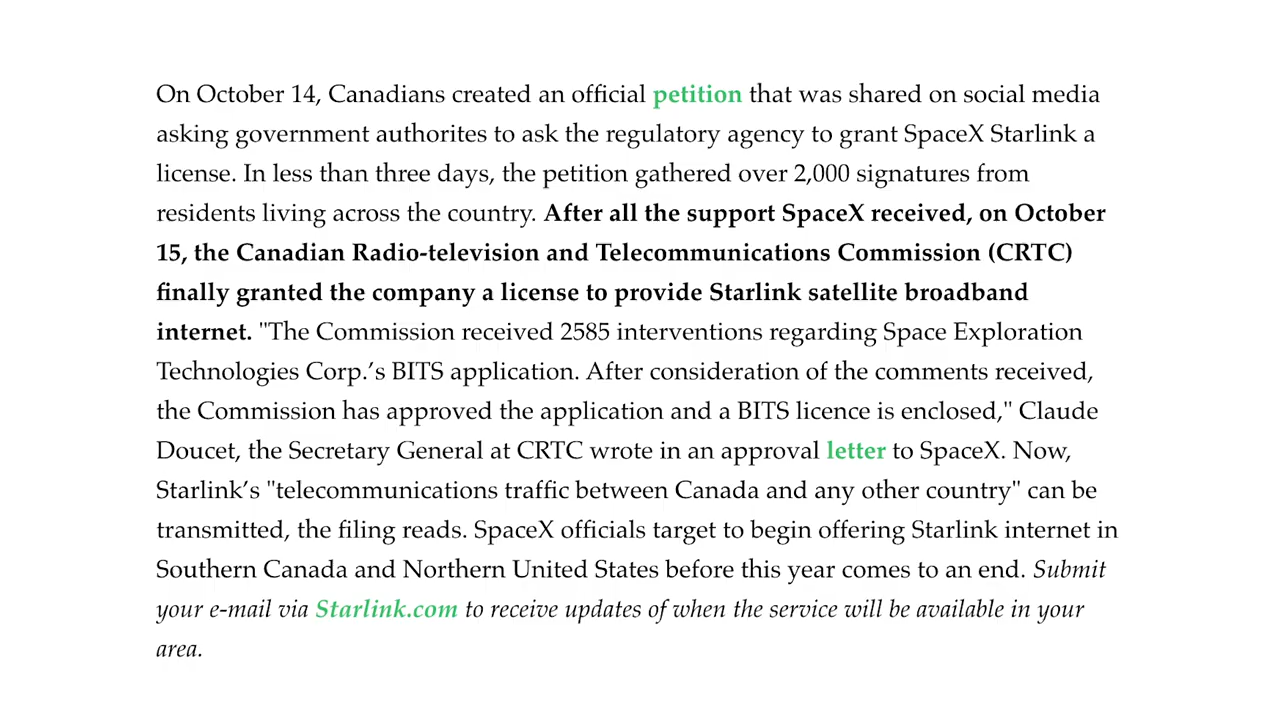 On October 14, Canadians created an official petition that was shared on social media
asking government authorites to ask the regulatory agency to grant SpaceX Starlink a
license. In less than three days, the petition gathered over 2,000 signatures from
residents living across the country. After all the support SpaceX received, on October
15, the Canadian Radio-television and Telecommunications Commission (CRTC)
finally granted the company a license to provide Starlink satellite broadband
internet. "The Commission received 2585 interventions regarding Space Exploration
Technologies Corp.’s BITS application. After consideration of the comments received,
the Commission has approved the application and a BITS licence is enclosed," Claude
Doucet, the Secretary General at CRTC wrote in an approval letter to SpaceX. Now,
Starlink’s "telecommunications traffic between Canada and any other country" can be
transmitted, the filing reads. SpaceX officials target to begin offering Starlink internet in
Southern Canada and Northern United States before this year comes to an end. Submit
your e-mail via Starlink.com to receive updates of when the service will be available in your
area.